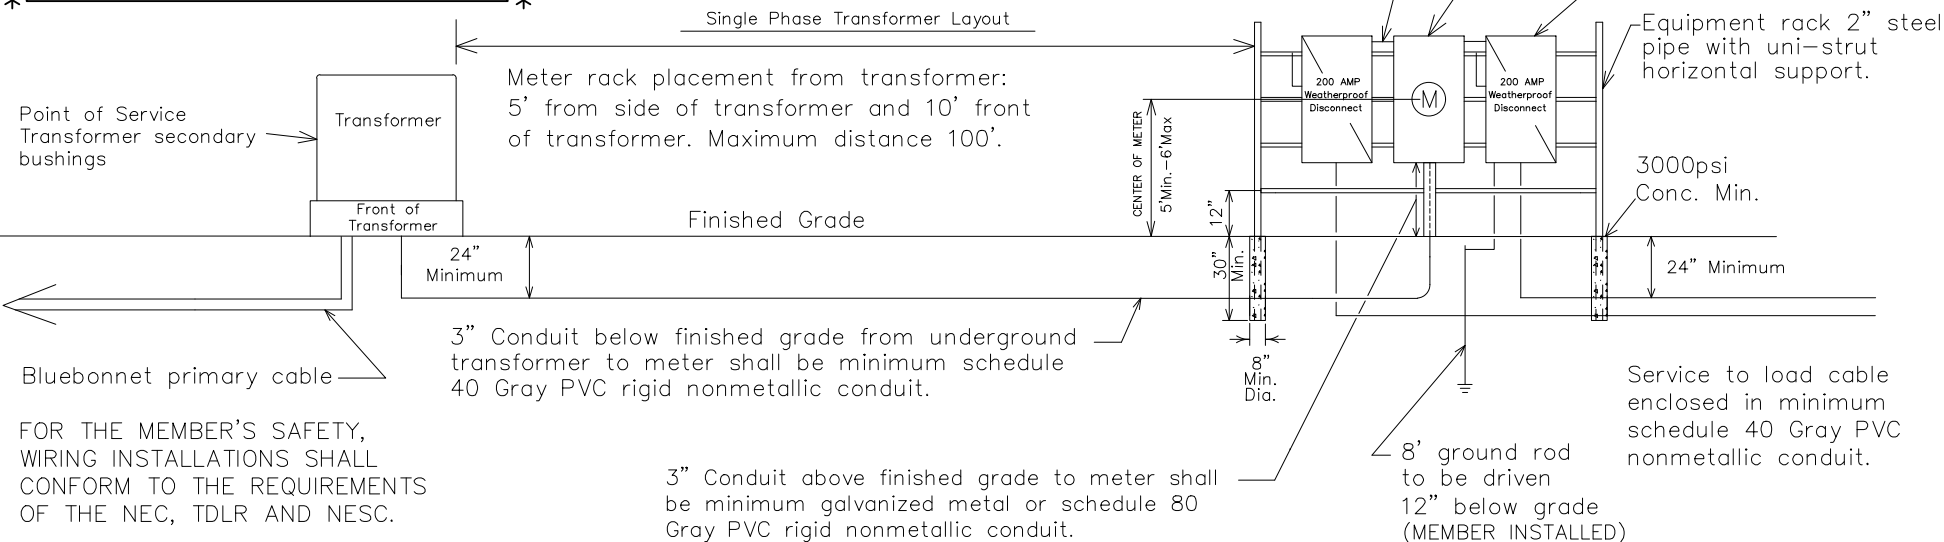 *
*
Single Phase Transformer Layout
Meter rack placement from transformer:
5' from side of transformer and 10' front
of transformer. Maximum distance 100'.
Equipment rack 2" steel
pipe with uni-strut
horizontal support.
Point of Service
Transformer secondary
bushings
Transformer
Front of
Transformer
200 AMP
Weatherproof
Disconnect
M
200 AMP
Weatherproof
Disconnect
CENTER OF METER
5'Min.-6'Max
12"
3000psi
Conc. Min.
Finished Grade
24"
Minimum
30"
Min.
24" Minimum
3" Conduit below finished grade from underground
transformer to meter shall be minimum schedule
40 Gray PVC rigid nonmetallic conduit.
8"
Min.
Dia.
Bluebonnet primary cable
Service to load cable
enclosed in minimum
schedule 40 Gray PVC
nonmetallic conduit.
FOR THE MEMBER'S SAFETY,
WIRING INSTALLATIONS SHALL
CONFORM TO THE REQUIREMENTS
OF THE NEC, TDLR AND NESC.
3" Conduit above finished grade to meter shall
be minimum galvanized metal or schedule 80
Gray PVC rigid nonmetallic conduit.
8' ground rod
to be driven
12" below grade
(MEMBER INSTALLED)